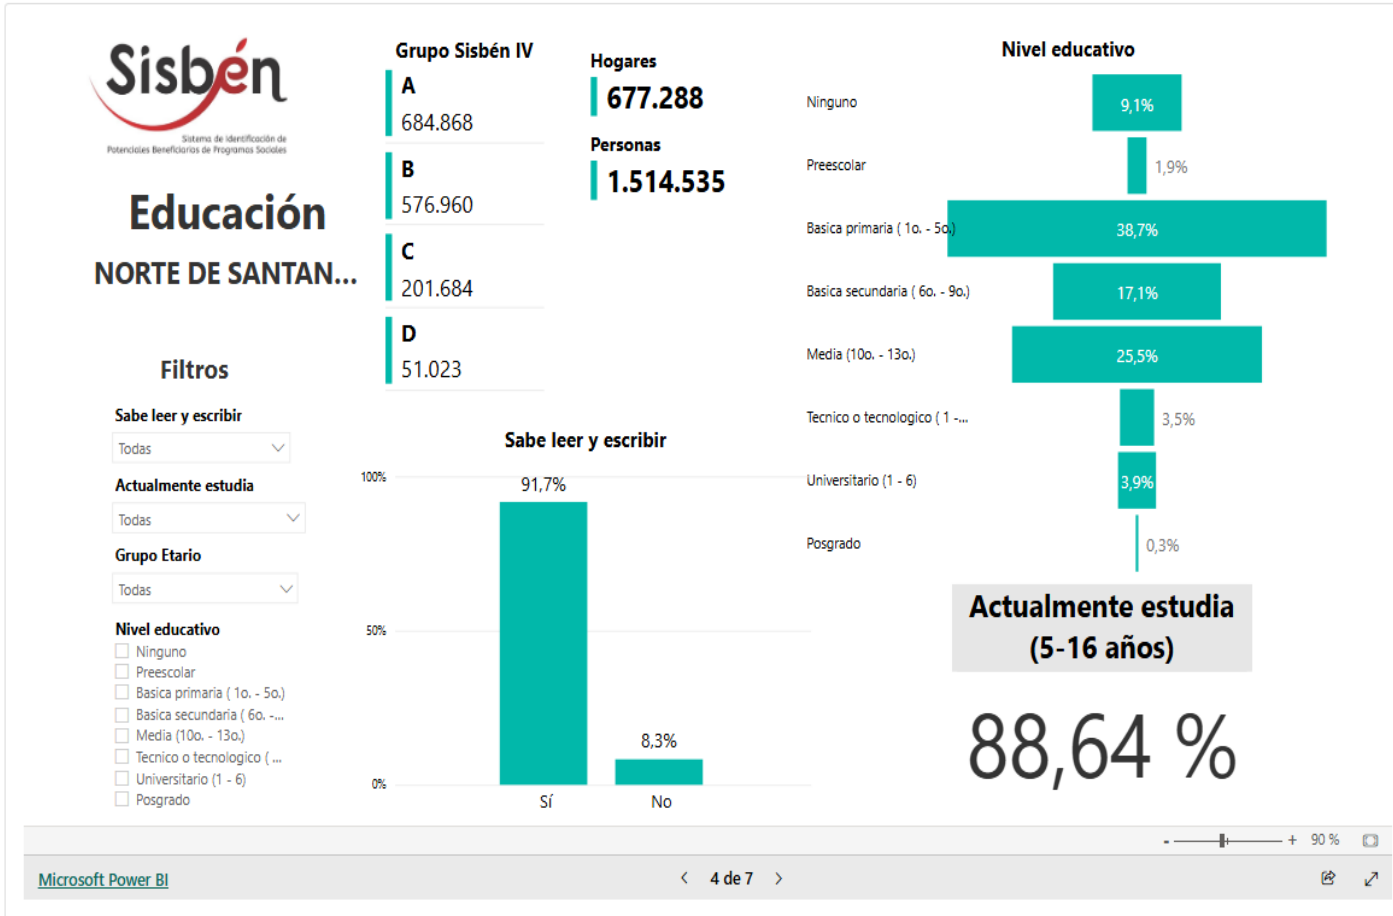 Sisbén
Sistema de Identificación de
Potenciales Beneficiarios de Programas Sociales
Educación
NORTE DE SANTAN...
Filtros
Sabe leer y escribir
Todas
Actualmente estudia
Todas
Grupo Etario
Todas
Nivel educativo
Ninguno
Preescolar
Basica primaria ( 1o. - 5o.)
Basica secundaria ( 6o. -...
Media (10o. - 13o.)
Tecnico o tecnologico ( ...
Universitario (1 - 6)
Posgrado
Grupo Sisbén IV
A
684.868
B
576.960
C
201.684
D
51.023
Hogares
677.288
Personas
1.514.535
Sabe leer y escribir
100%
50%
0%
91,7%
8,3%
Sí No
Nivel educativo
Ninguno 9,1%
Preescolar 1,9%
Basica primaria ( 1o. - 5o.) 38,7%
Basica secundaria ( 6o. - 9o.) 17,1%
Media (10o. - 13o.) 25,5%
Tecnico o tecnologico ( 1 -... 3,5%
Universitario (1 - 6) 3,9%
Posgrado 0,3%
Actualmente estudia
(5-16 años)
88,64 %
- + 90 %
Microsoft Power BI
< 4 de 7 >